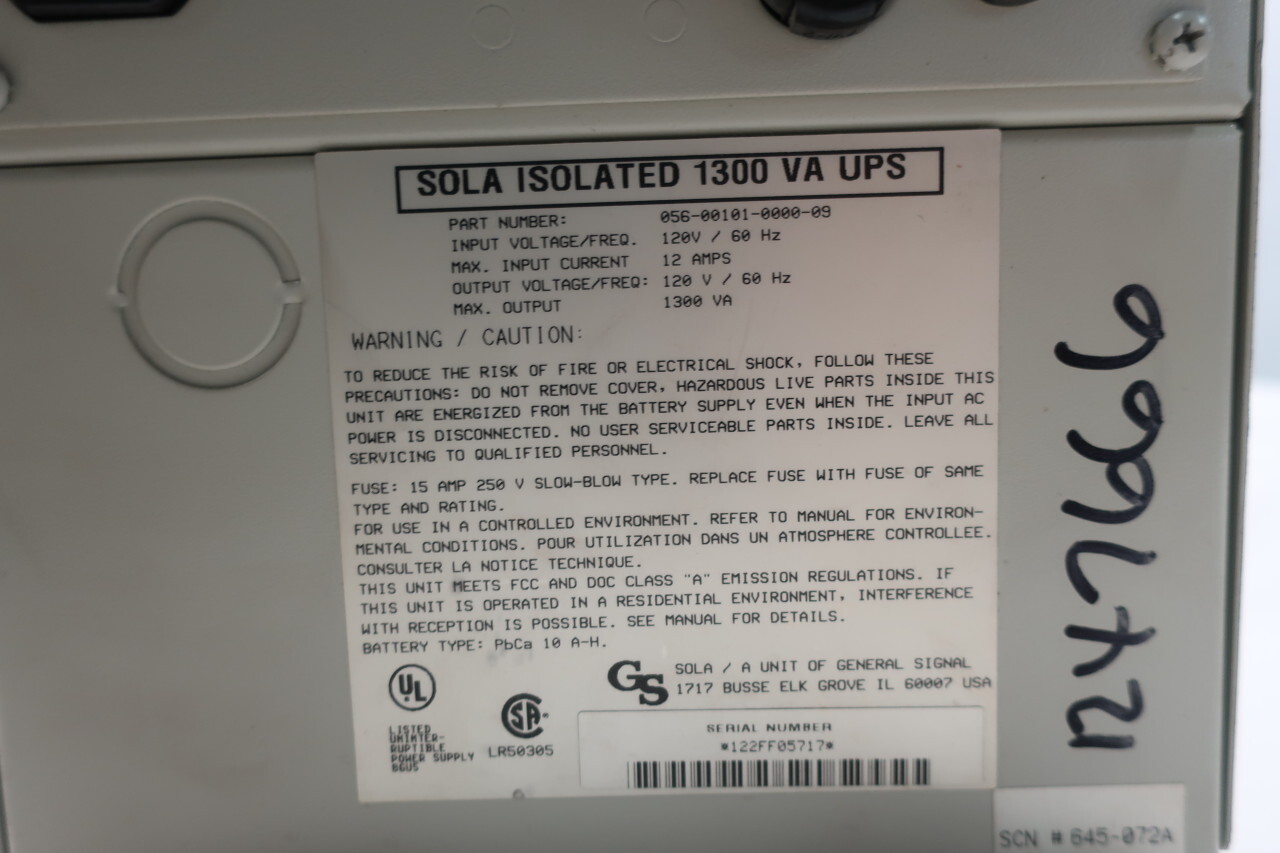 SOLA ISOLATED 1300 VA UPS
PART NUMBER: 056-00101-0000-09
INPUT VOLTAGE/FREQ. 120V / 60 Hz
MAX. INPUT CURRENT 12 AMPS
OUTPUT VOLTAGE/FREQ: 120 V / 60 Hz
MAX. OUTPUT 1300 VA
WARNING / CAUTION:
TO REDUCE THE RISK OF FIRE OR ELECTRICAL SHOCK, FOLLOW THESE
PRECAUTIONS: DO NOT REMOVE COVER, HAZARDOUS LIVE PARTS INSIDE THIS
UNIT ARE ENERGIZED FROM THE BATTERY SUPPLY EVEN WHEN THE INPUT AC
POWER IS DISCONNECTED. NO USER SERVICEABLE PARTS INSIDE. LEAVE ALL
SERVICING TO QUALIFIED PERSONNEL.
FUSE: 15 AMP 250 V SLOW-BLOW TYPE. REPLACE FUSE WITH FUSE OF SAME
TYPE AND RATING.
FOR USE IN A CONTROLLED ENVIRONMENT. REFER TO MANUAL FOR ENVIRON-
MENTAL CONDITIONS. POUR UTILIZATION DANS UN ATMOSPHERE CONTROLLEE.
CONSULTER LA NOTICE TECHNIQUE.
THIS UNIT MEETS FCC AND DOC CLASS "A" EMISSION REGULATIONS. IF
THIS UNIT IS OPERATED IN A RESIDENTIAL ENVIRONMENT, INTERFERENCE
WITH RECEPTION IS POSSIBLE. SEE MANUAL FOR DETAILS.
BATTERY TYPE: PbCa 10 A-H.
UL
LISTED
UNINTER-
RUPTIBLE
POWER SUPPLY
86US
SA
LR50305
GS
SOLA / A UNIT OF GENERAL SIGNAL
1717 BUSSE ELK GROVE IL 60007 USA
SERIAL NUMBER
*122FF05717*
SCN # 645-072A